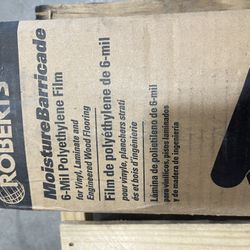 ROBERTS
MoistureBarricade
6-Mil Polyethylene Film
for Vinyl, Laminate and
Engineered Wood Flooring
Film de polyéthylène de 6-mil
pour vinyle, planchers strati
és et bois d'ingénierie
Lámina de polietileno de 6-mil
para vinílicos, pisos laminados
y de madera de ingeniería